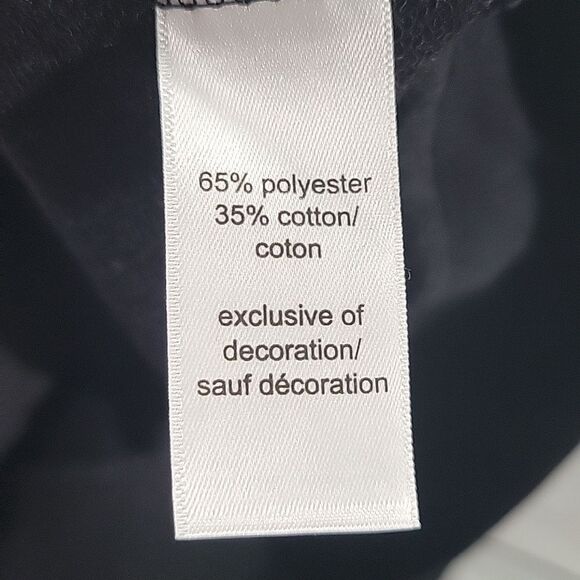 65% polyester
35% cotton/
coton
exclusive of
decoration/
sauf décoration